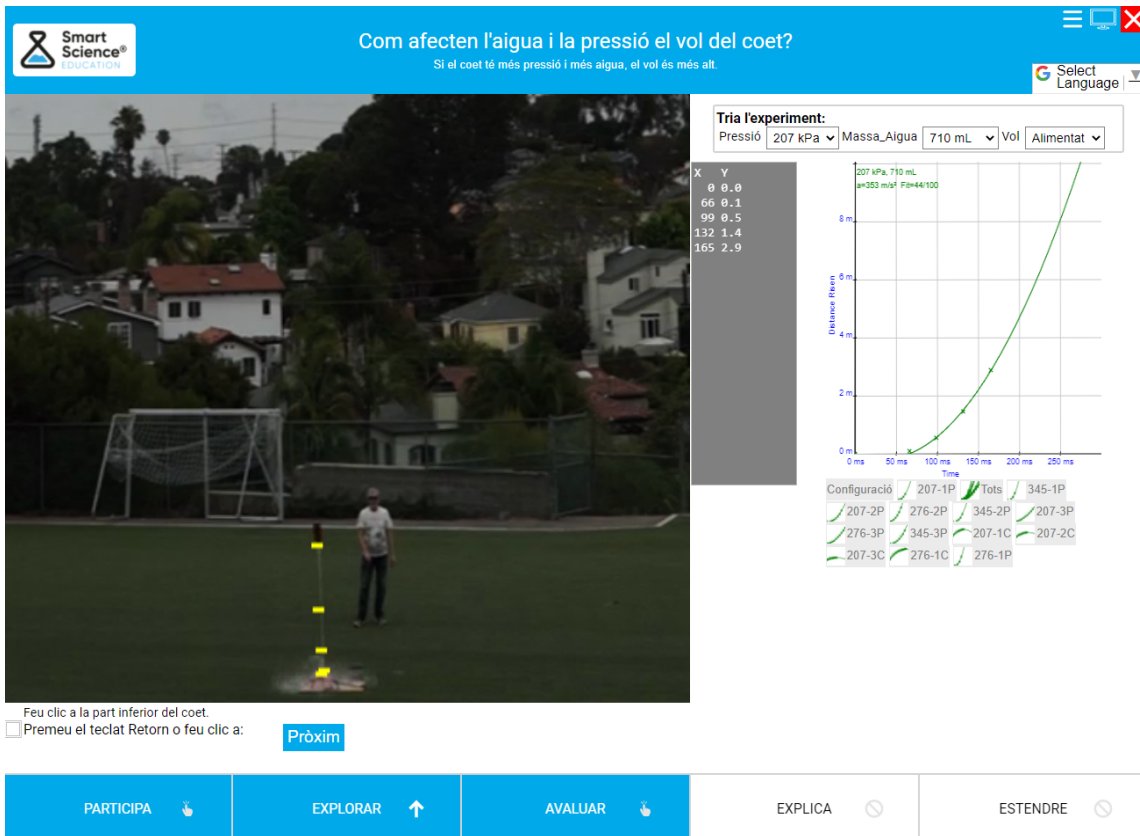 Smart
Science®
EDUCATION
Com afecten l'aigua i la pressió el vol del coet?
Si el coet té més pressió i més aigua, el vol és més alt.
G Select
Language
Tria l'experiment:
Pressió 207 kPa Massa_Aigua 710 mL Vol Alimentat
X Y
0 0.0
66 0.1
99 0.5
132 1.4
165 2.9
207 kPa, 710 mL
a=353 m/s² Fit=44/100
8 m
6 m
4 m
2 m
0 m
Distance Risen
0 ms 50 ms 100 ms 150 ms 200 ms 250 ms
Time
Configuració 207-1P Tots 345-1P
207-2P 276-2P 345-2P 207-3P
276-3P 345-3P 207-1C 207-2C
207-3C 276-1C 276-1P
Feu clic a la part inferior del coet.
Premeu el teclat Retorn o feu clic a: Pròxim
PARTICIPA EXPLORAR AVALUAR EXPLICA ESTENDRE